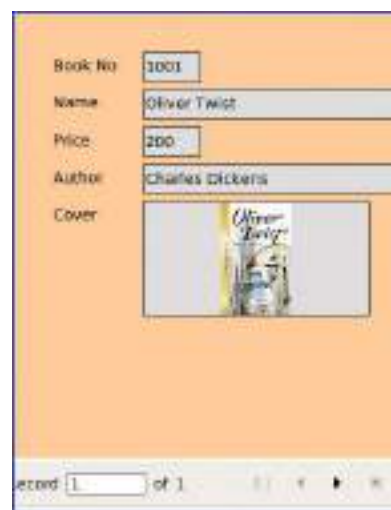 Book No 1001
Name Oliver Twist
Price 200
Author Charles Dickens
Cover
Oliver
Twist
ecord 1 of 1